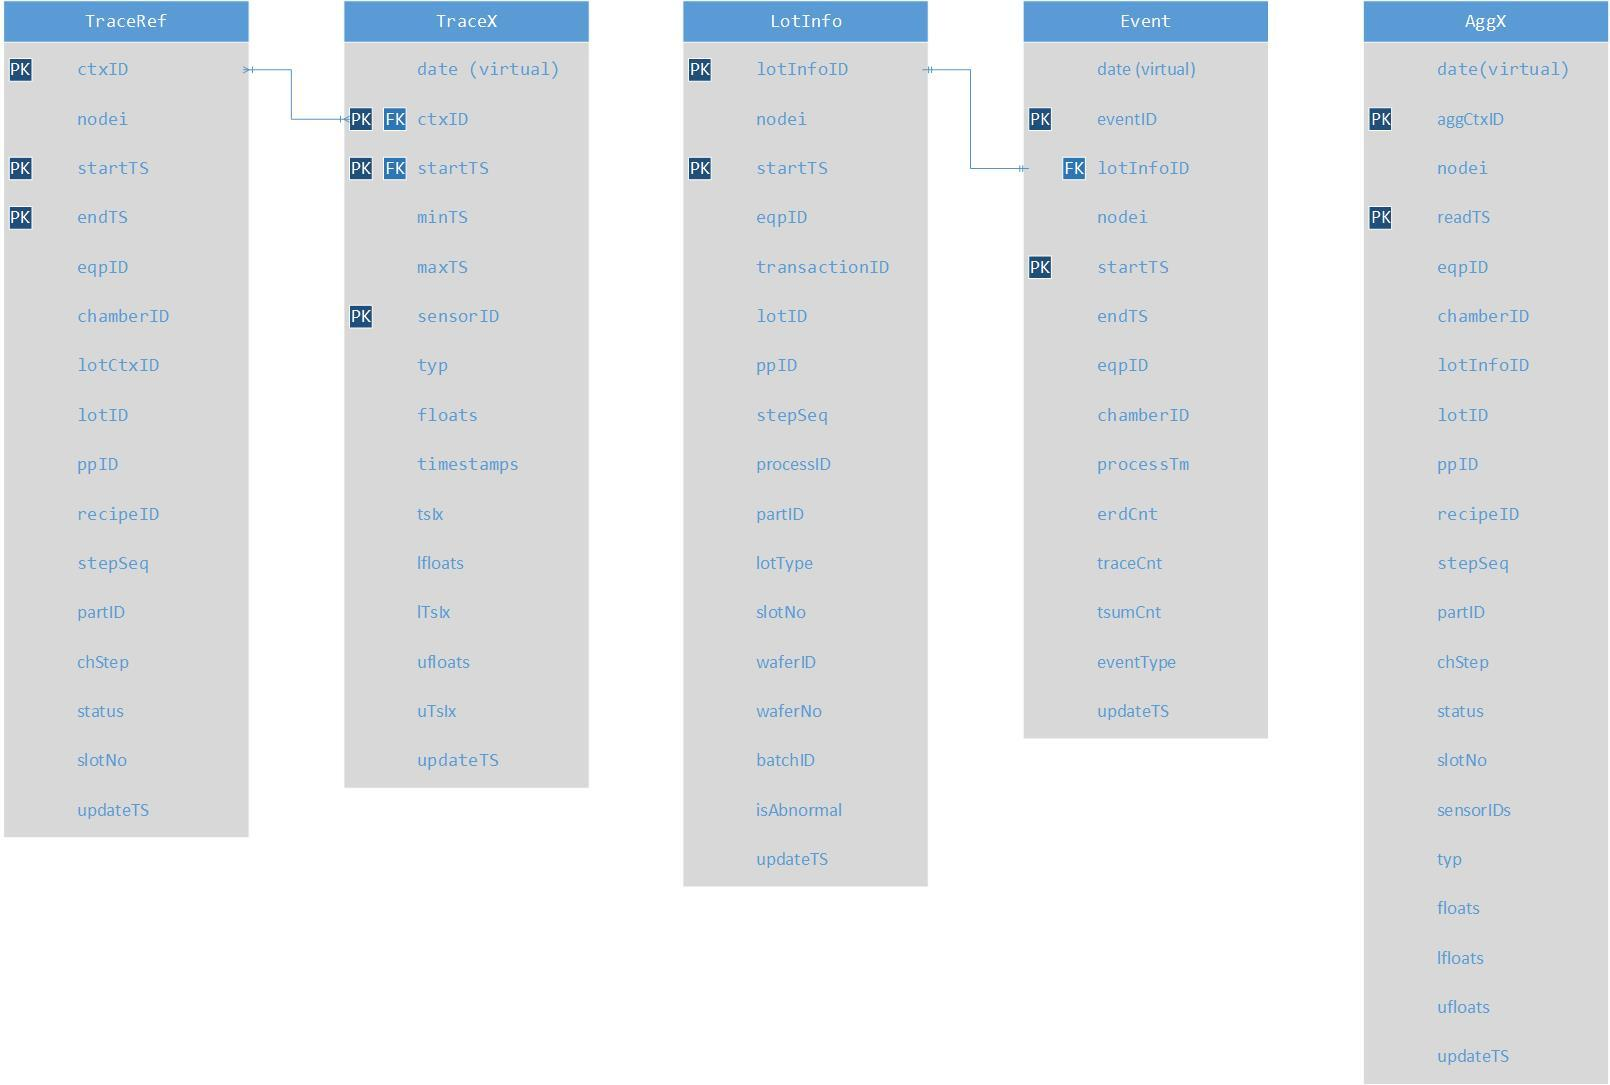 TraceRef
PK ctxID
nodei
PK startTS
PK endTS
eqpID
chamberID
lotCtxID
lotID
ppID
recipeID
stepSeq
partID
chStep
status
slotNo
updateTS
TraceX
date (virtual)
PK FK ctxID
PK FK startTS
minTS
maxTS
PK sensorID
typ
floats
timestamps
tsIx
lfloats
lTsIx
ufloats
uTsIx
updateTS
LotInfo
PK lotInfoID
nodei
PK startTS
eqpID
transactionID
lotID
ppID
stepSeq
processID
partID
lotType
slotNo
waferID
waferNo
batchID
isAbnormal
updateTS
Event
date (virtual)
PK eventID
FK lotInfoID
nodei
PK startTS
endTS
eqpID
chamberID
processTm
erdCnt
traceCnt
tsumCnt
eventType
updateTS
AggX
date(virtual)
PK aggCtxID
nodei
PK readTS
eqpID
chamberID
lotInfoID
lotID
ppID
recipeID
stepSeq
partID
chStep
status
slotNo
sensorIDs
typ
floats
lfloats
ufloats
updateTS